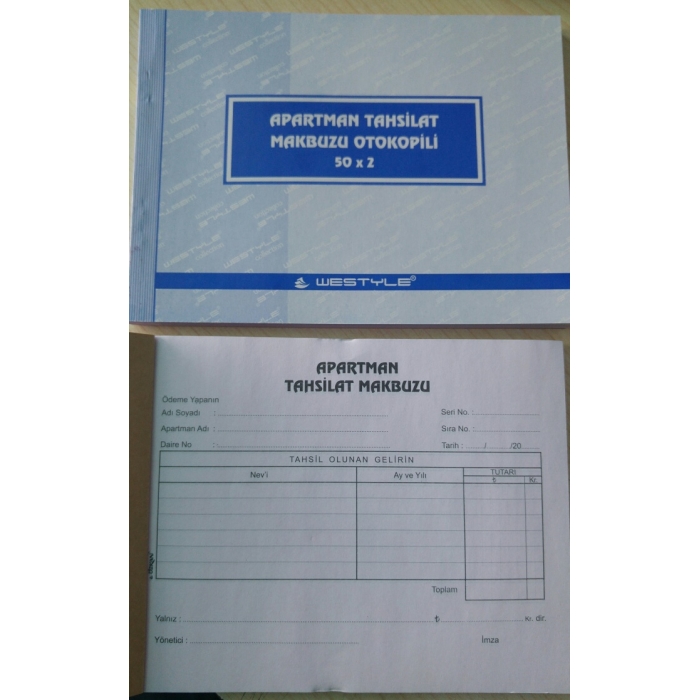 APARTMAN TAHSİLAT
MAKBUZU OTOKOPİLİ
50 x 2
WESTYLE®
APARTMAN
TAHSİLAT MAKBUZU
Ödeme Yapanın
Adı Soyadı :
Seri No. :
Apartman Adı :
Sıra No. :
Daire No :
Tarih : / /20
TAHSİL OLUNAN GELİRİN
Nev'i
Ay ve Yılı
TUTARI
₺ Kr.
Toplam
Yalnız : ₺ Kr. dir.
Yönetici :
İmza